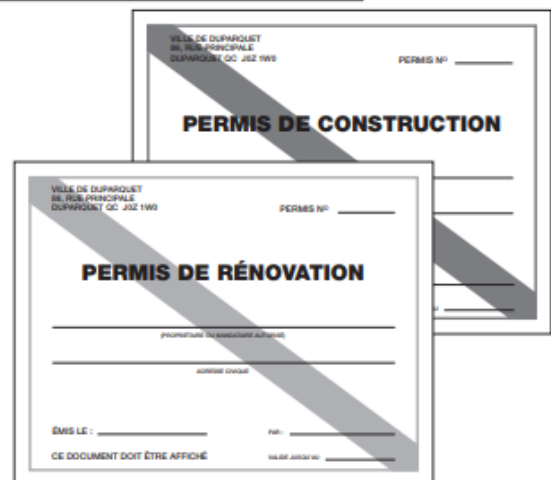 VILLE DE DUPARQUET
86, RUE PRINCIPALE
DUPARQUET QC J0Z 1W0
PERMIS NO
PERMIS DE CONSTRUCTION
VILLE DE DUPARQUET
86, RUE PRINCIPALE
DUPARQUET QC J0Z 1W0
PERMIS NO
PERMIS DE RÉNOVATION
(PROPRIÉTAIRE OU MANDATAIRE AUTORISÉ)
ADRESSE CIVIQUE
ÉMIS LE :
PAR :
CE DOCUMENT DOIT ÊTRE AFFICHÉ
VALIDE JUSQU'AU